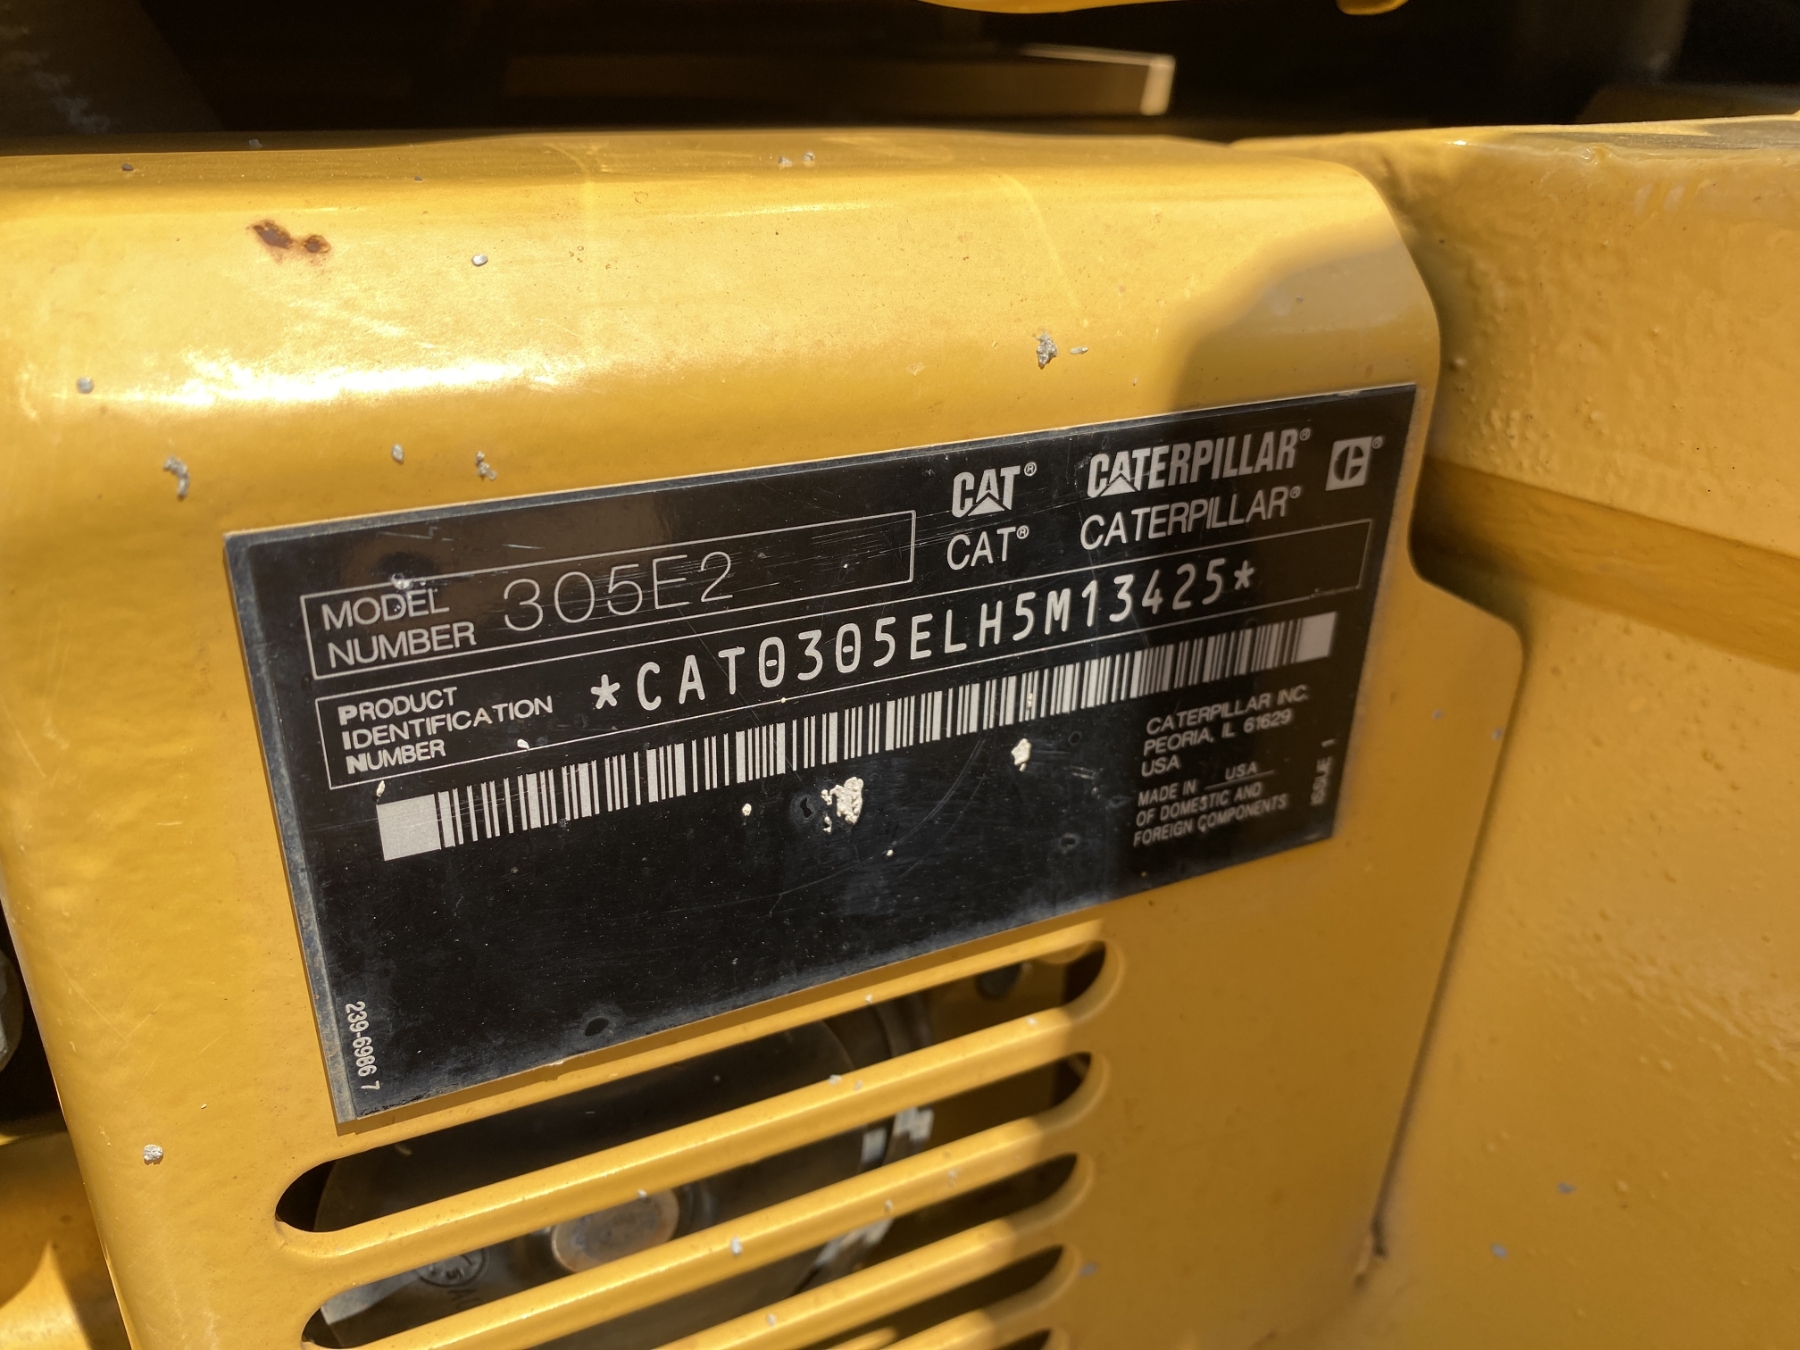 CAT® CATERPILLAR®
CAT® CATERPILLAR®
MODEL NUMBER 305E2
PRODUCT IDENTIFICATION NUMBER *CAT0305ELH5M13425*
CATERPILLAR INC.
PEORIA, IL 61629
USA
MADE IN USA
OF DOMESTIC AND
FOREIGN COMPONENTS
ISSUE 1
239-6986 7